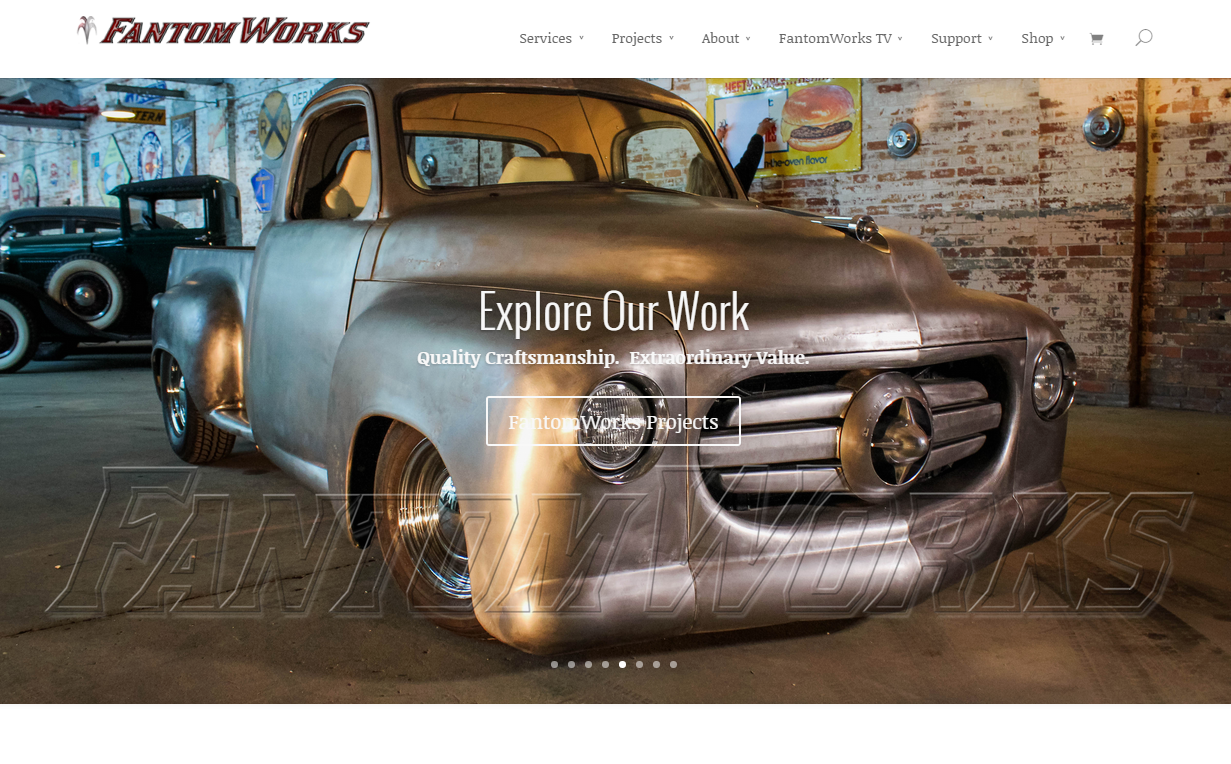 FantomWorks
Services
Projects
About
FantomWorks TV
Support
Shop
Explore Our Work
Quality Craftsmanship.  Extraordinary Value.
FantomWorks Projects
FantomWorks